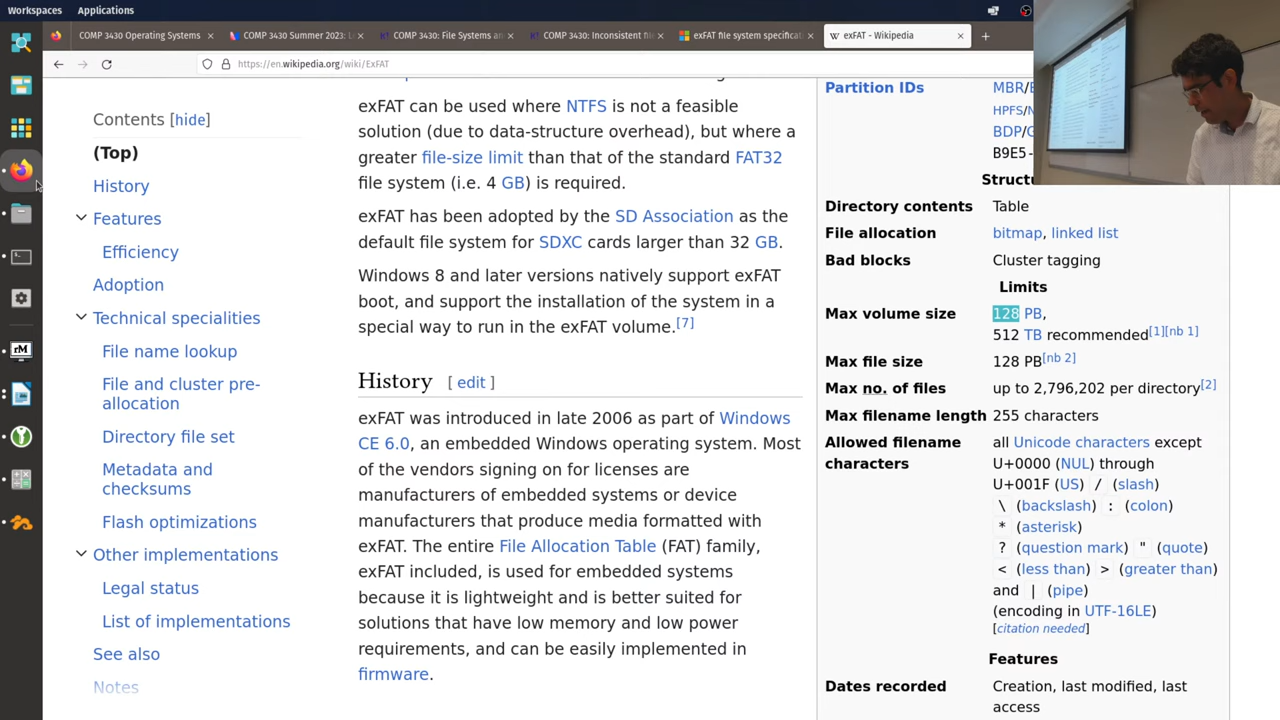 Workspaces Applications
COMP 3430 Operating Systems
COMP 3430 Summer 2023: L
COMP 3430: File Systems an
COMP 3430: Inconsistent fil
exFAT file system specificat
exFAT - Wikipedia
https://en.wikipedia.org/wiki/ExFAT
Contents [hide]
(Top)
History
Features
Efficiency
Adoption
Technical specialities
File name lookup
File and cluster pre-
allocation
Directory file set
Metadata and
checksums
Flash optimizations
Other implementations
Legal status
List of implementations
See also
Notes
exFAT can be used where NTFS is not a feasible
solution (due to data-structure overhead), but where a
greater file-size limit than that of the standard FAT32
file system (i.e. 4 GB) is required.
exFAT has been adopted by the SD Association as the
default file system for SDXC cards larger than 32 GB.
Windows 8 and later versions natively support exFAT
boot, and support the installation of the system in a
special way to run in the exFAT volume.[7]
History [ edit ]
exFAT was introduced in late 2006 as part of Windows
CE 6.0, an embedded Windows operating system. Most
of the vendors signing on for licenses are
manufacturers of embedded systems or device
manufacturers that produce media formatted with
exFAT. The entire File Allocation Table (FAT) family,
exFAT included, is used for embedded systems
because it is lightweight and is better suited for
solutions that have low memory and low power
requirements, and can be easily implemented in
firmware.
Partition IDs MBR/E
HPFS/N
BDP/G
B9E5-
Structu
Directory contents Table
File allocation bitmap, linked list
Bad blocks Cluster tagging
Limits
Max volume size 128 PB,
512 TB recommended[1][nb 1]
Max file size 128 PB[nb 2]
Max no. of files up to 2,796,202 per directory[2]
Max filename length 255 characters
Allowed filename all Unicode characters except
characters U+0000 (NUL) through
U+001F (US) / (slash)
\ (backslash) : (colon)
* (asterisk)
? (question mark) " (quote)
< (less than) > (greater than)
and | (pipe)
(encoding in UTF-16LE)
[citation needed]
Features
Dates recorded Creation, last modified, last
access